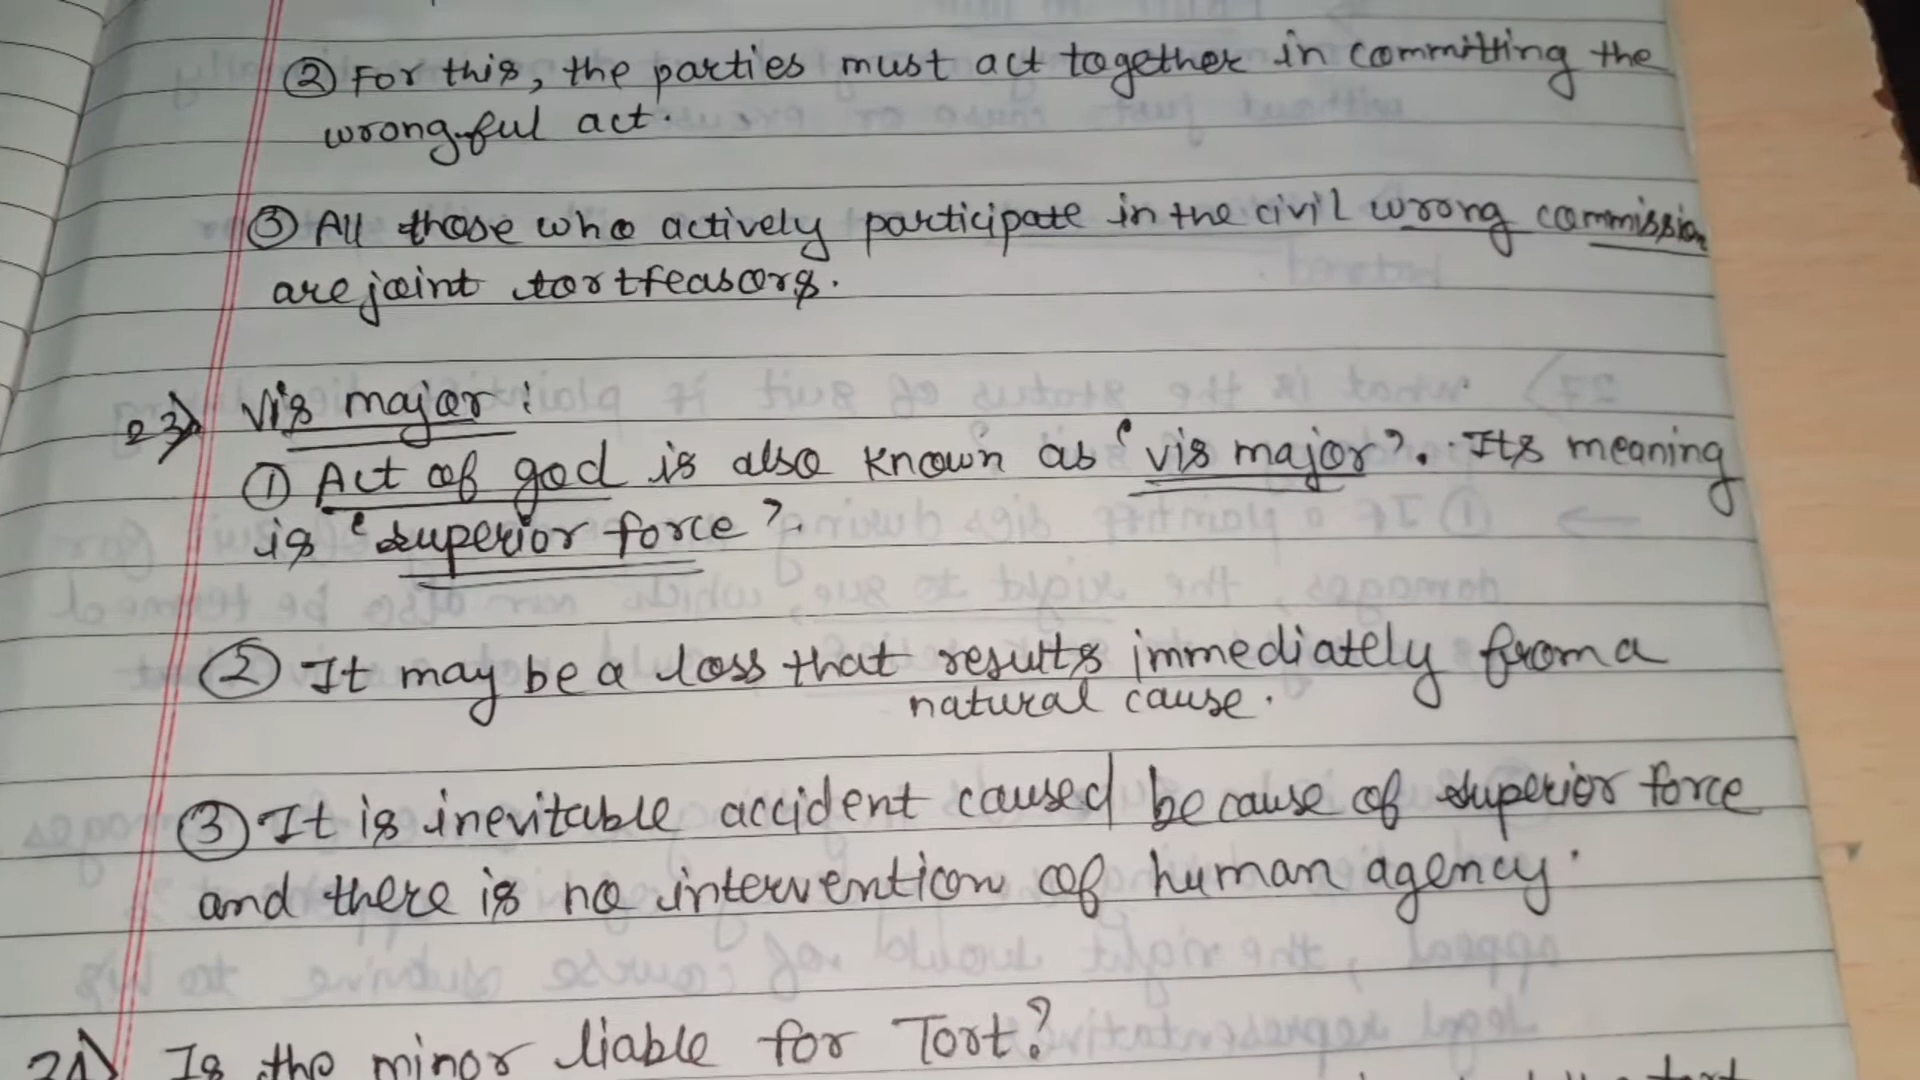 ② For this, the parties must act together in committing the
wrongful act.
③ All those who actively participate in the civil wrong commission
are joint tortfeasors.
23) Vis major:
① Act of god is also known as 'vis major'. Its meaning
is 'superior force'.
② It may be a loss that results immediately from a
natural cause.
③ It is inevitable accident caused because of superior force
and there is no intervention of human agency.
24) Is the minor liable for Tort?